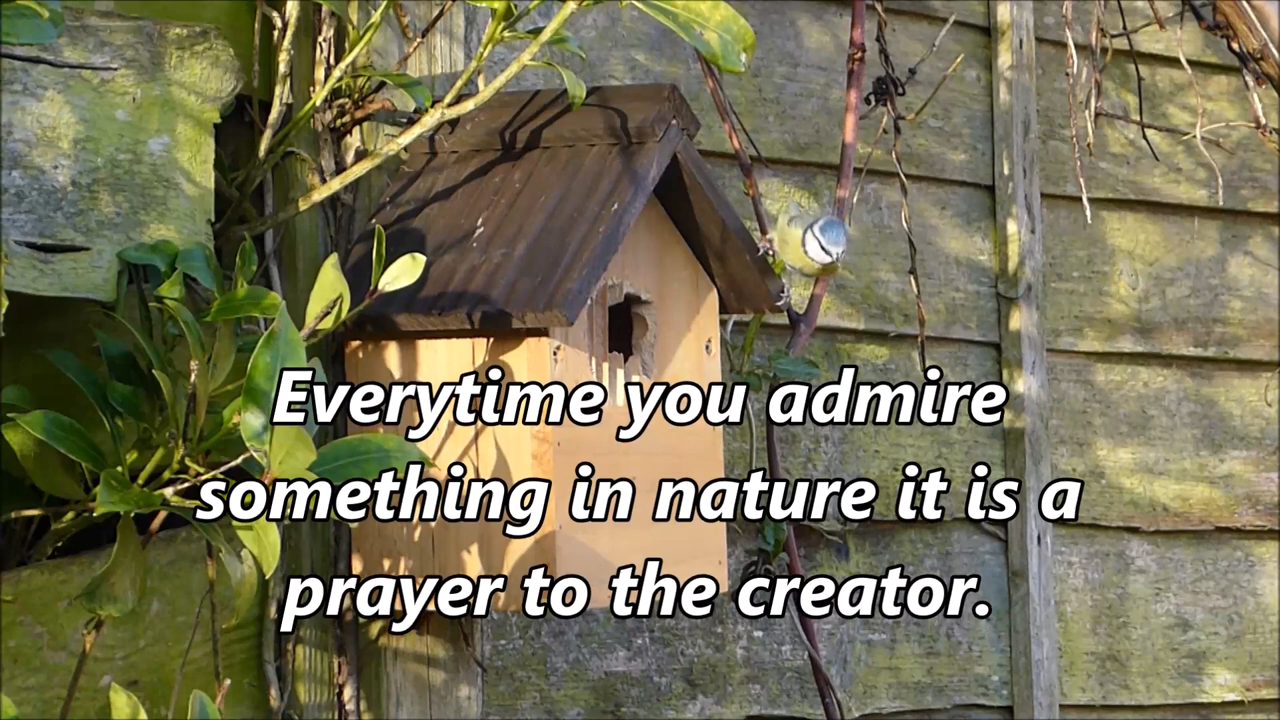 Everytime you admire
something in nature it is a
prayer to the creator.